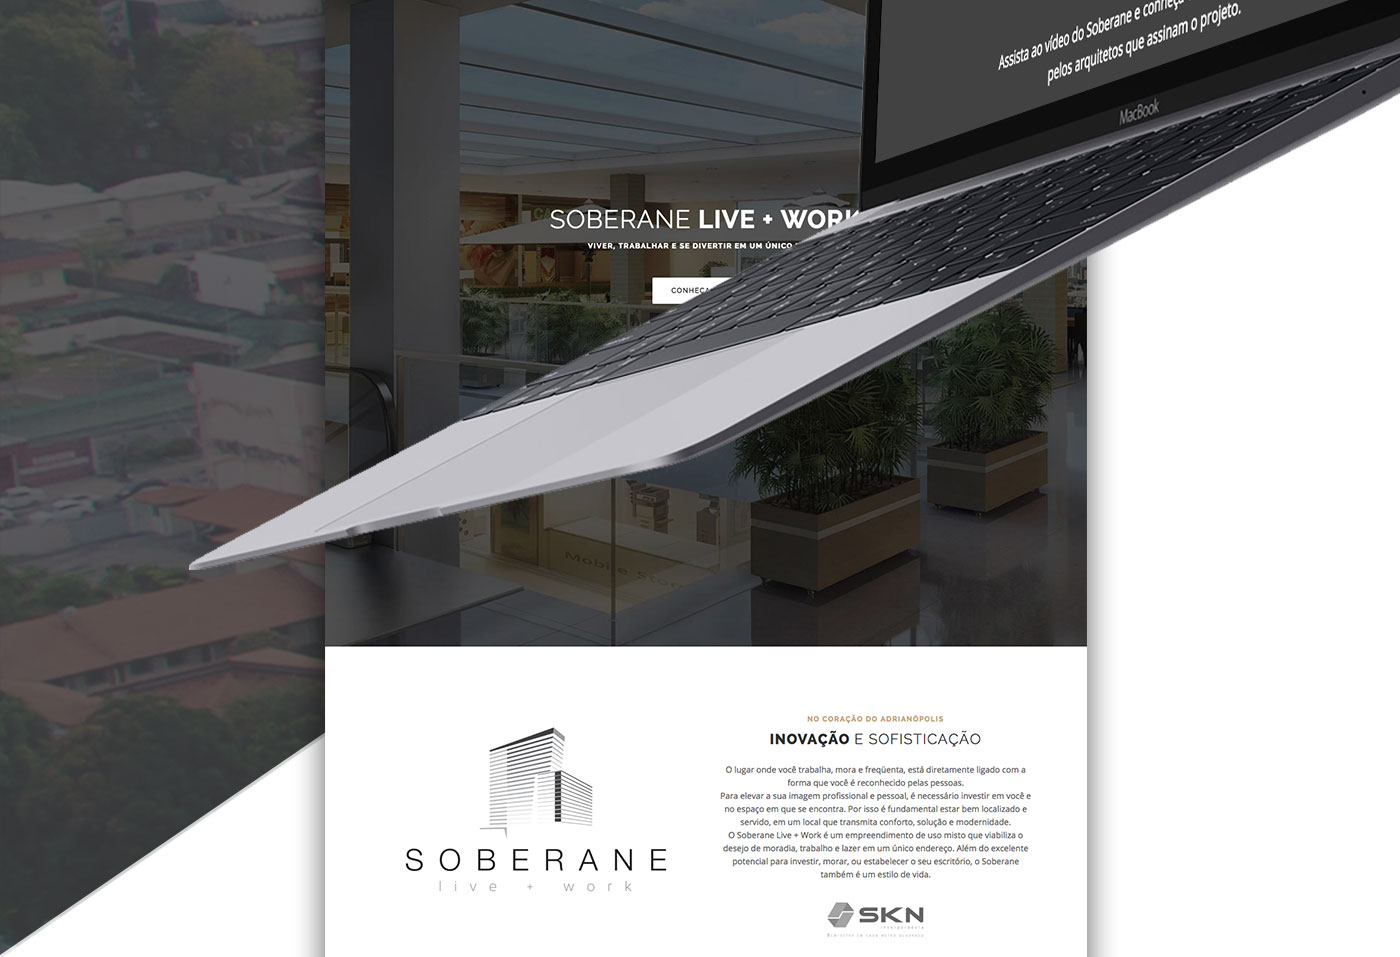 Assista ao vídeo do Soberane e conheça
pelos arquitetos que assinam o projeto.
MacBook
SOBERANE LIVE + WORK
VIVER, TRABALHAR E SE DIVERTIR EM UM ÚNICO
CONHEÇA
Mobile Store
NO CORAÇÃO DO ADRIANÓPOLIS
INOVAÇÃO E SOFISTICAÇÃO
O lugar onde você trabalha, mora e freqüenta, está diretamente ligado com a
forma que você é reconhecido pelas pessoas.
Para elevar a sua imagem profissional e pessoal, é necessário investir em você e
no espaço em que se encontra. Por isso é fundamental estar bem localizado e
servido, em um local que transmita conforto, solução e modernidade.
O Soberane Live + Work é um empreendimento de uso misto que viabiliza o
desejo de moradia, trabalho e lazer em um único endereço. Além do excelente
potencial para investir, morar, ou estabelecer o seu escritório, o Soberane
também é um estilo de vida.
SOBERANE
live + work
SKN
incorporadora